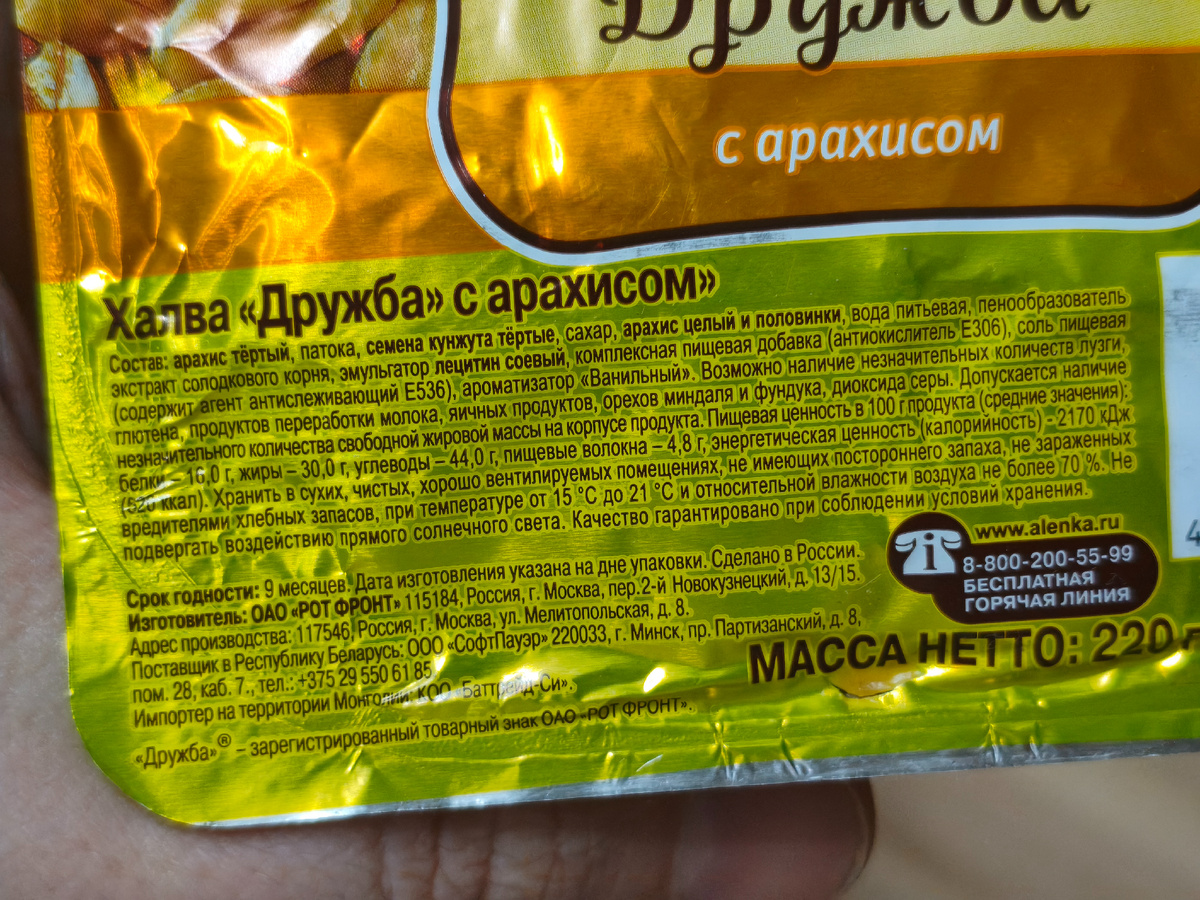 Дружба
с арахисом
Халва «Дружба» с арахисом»
Состав: арахис тёртый, патока, семена кунжута тёртые, сахар, арахис целый и половинки, вода питьевая, пенообразователь
экстракт солодкового корня, эмульгатор лецитин соевый, комплексная пищевая добавка (антиокислитель Е306), соль пищевая
(содержит агент антислеживающий Е536), ароматизатор «Ванильный». Возможно наличие незначительных количеств лузги,
глютена, продуктов переработки молока, яичных продуктов, орехов миндаля и фундука, диоксида серы. Допускается наличие
незначительного количества свободной жировой массы на корпусе продукта. Пищевая ценность в 100 г продукта (средние значения):
белки – 16,0 г, жиры – 30,0 г, углеводы – 44,0 г, пищевые волокна – 4,8 г, энергетическая ценность (калорийность) – 2170 кДж
(520 ккал). Хранить в сухих, чистых, хорошо вентилируемых помещениях, не имеющих постороннего запаха, не зараженных
вредителями хлебных запасов, при температуре от 15 °С до 21 °С и относительной влажности воздуха не более 70 %. Не
подвергать воздействию прямого солнечного света. Качество гарантировано при соблюдении условий хранения.
www.alenka.ru
8-800-200-55-99
БЕСПЛАТНАЯ
ГОРЯЧАЯ ЛИНИЯ
Срок годности: 9 месяцев. Дата изготовления указана на дне упаковки. Сделано в России.
Изготовитель: ОАО «РОТ ФРОНТ» 115184, Россия, г. Москва, пер.2-й Новокузнецкий, д. 13/15.
Адрес производства: 117546, Россия, г. Москва, ул. Мелитопольская, д. 8.
Поставщик в Республику Беларусь: ООО «СофтПауэр» 220033, г. Минск, пр. Партизанский, д. 8,
пом. 28, каб. 7., тел.: +375 29 550 61 85
Импортер на территории Монголии: КОО «Баттрейд-Си».
«Дружба»® – зарегистрированный товарный знак ОАО «РОТ ФРОНТ».
МАССА НЕТТО: 220 г
4